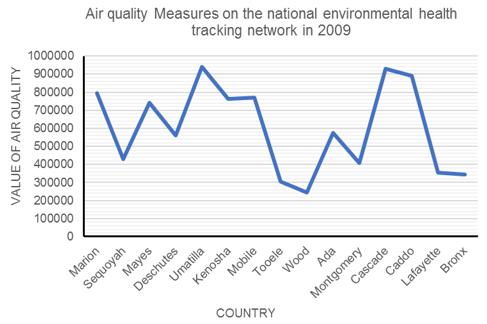 Air quality Measures on the national environmental health
tracking network in 2009
VALUE OF AIR QUALITY
1000000
900000
800000
700000
600000
500000
400000
300000
200000
100000
0
Marion
Sequoyah
Mayes
Deschutes
Umatilla
Kenosha
Mobile
Tooele
Wood
Ada
Montgomery
Cascade
Caddo
Lafayette
Bronx
COUNTRY